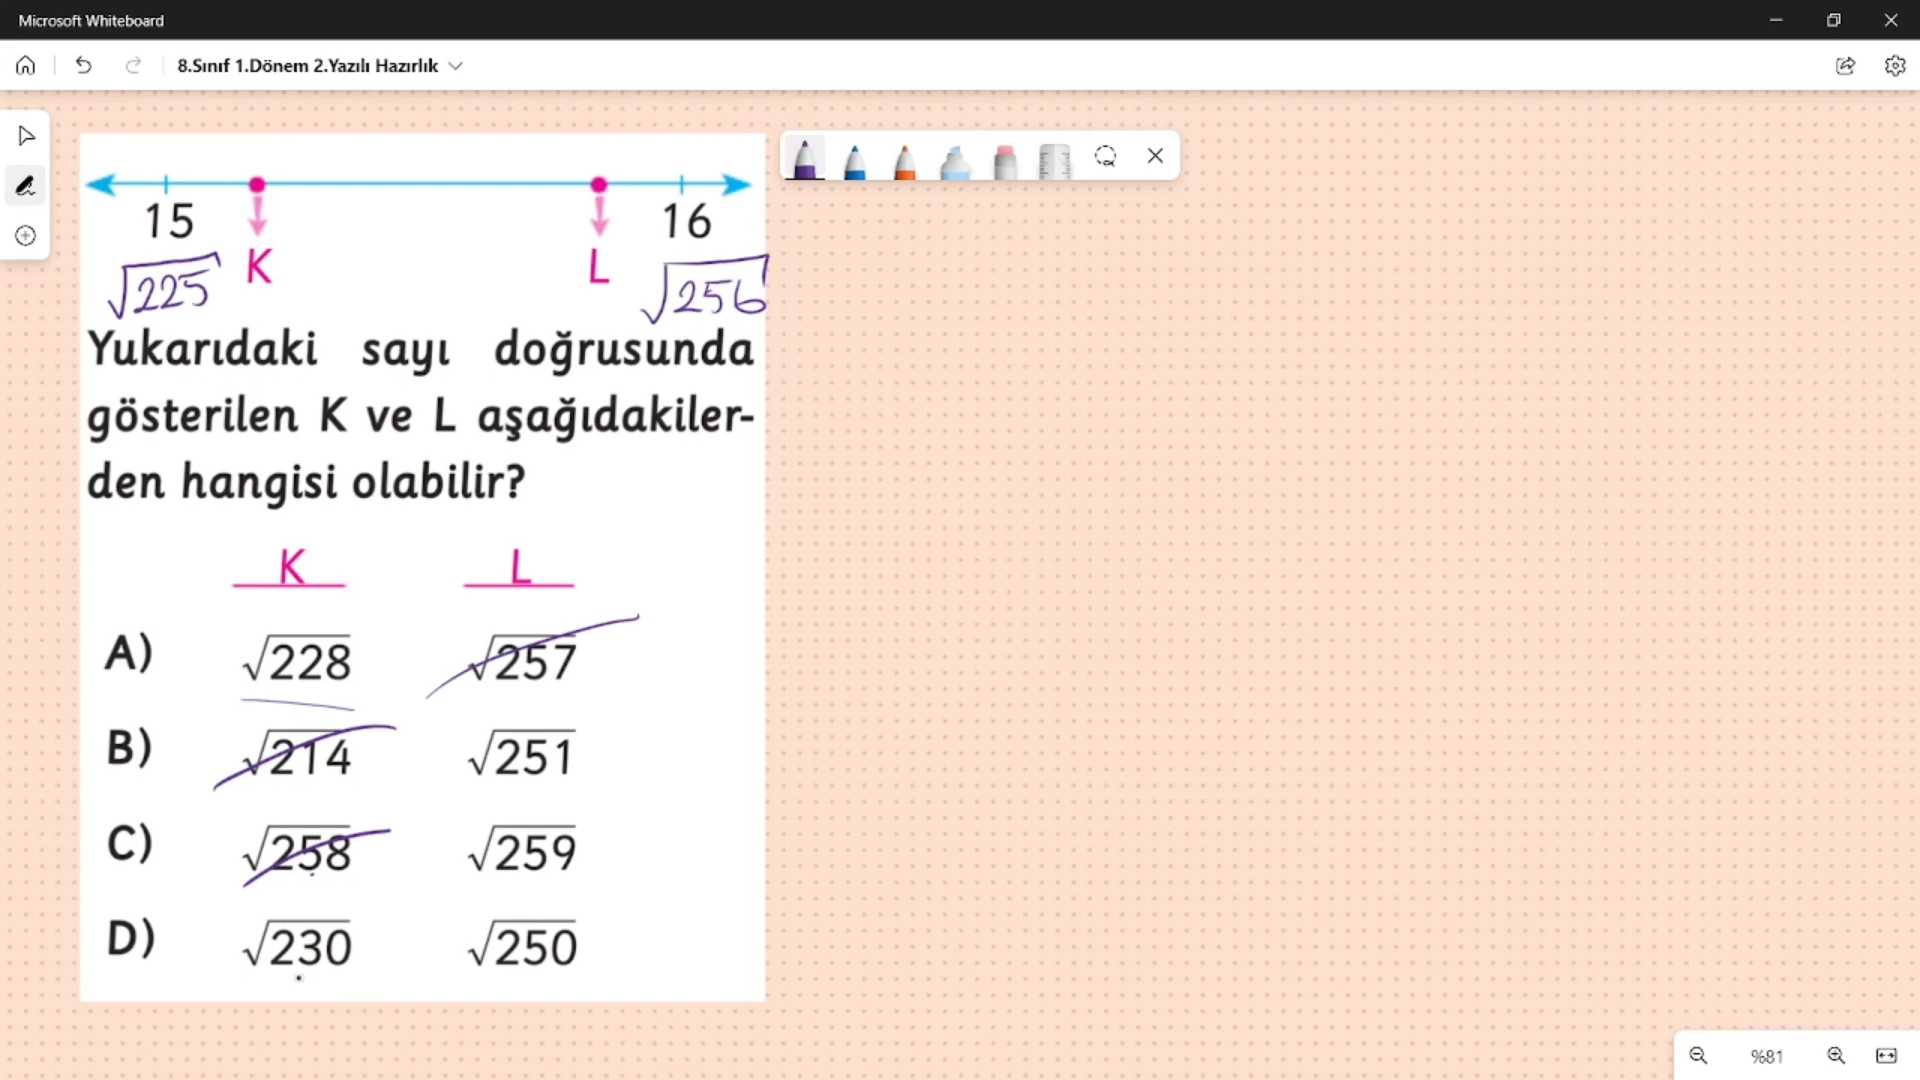 Microsoft Whiteboard
8.Sınıf 1.Dönem 2.Yazılı Hazırlık
15 16
K L
√225 √256
Yukarıdaki sayı doğrusunda
gösterilen K ve L aşağıdakiler-
den hangisi olabilir?
K L
A) √228 √257
B) √214 √251
C) √258 √259
D) √230 √250
%81